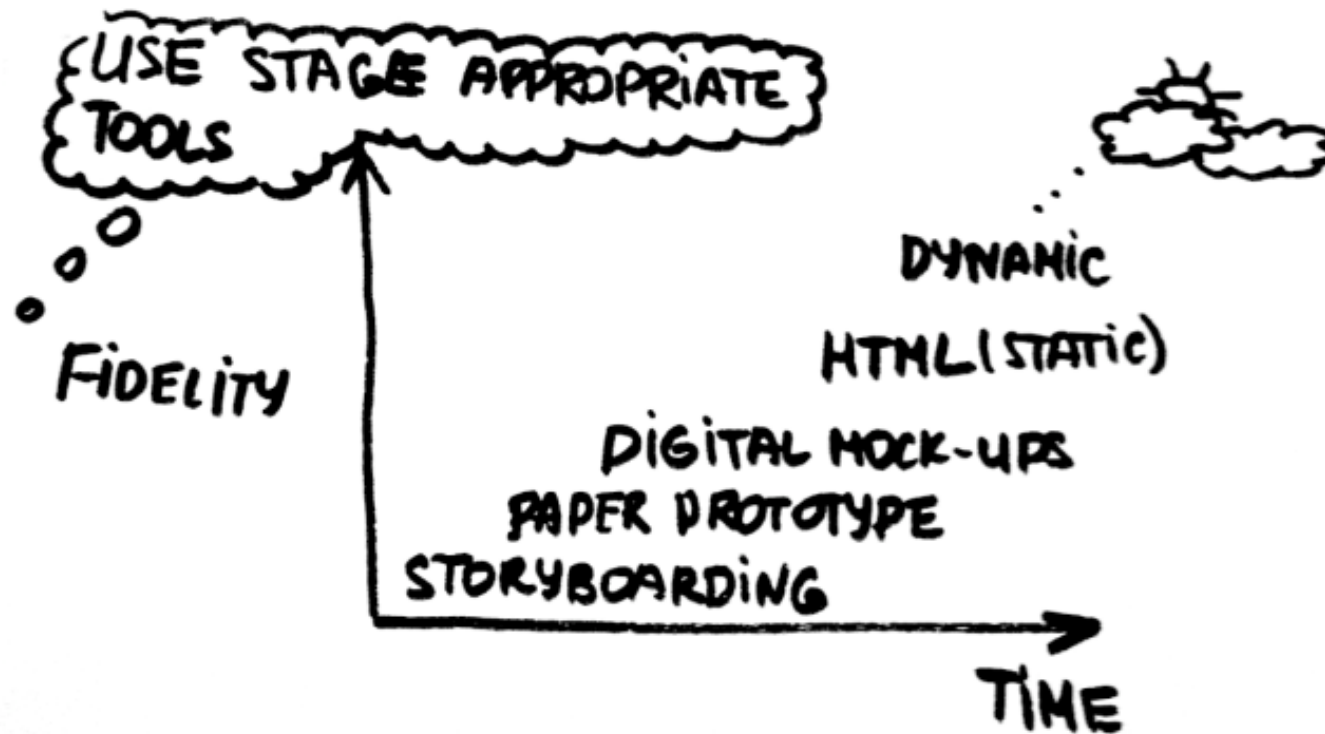 USE STAGE APPROPRIATE
TOOLS
DYNAMIC
HTML (STATIC)
FIDELITY
DIGITAL MOCK-UPS
PAPER PROTOTYPE
STORYBOARDING
TIME